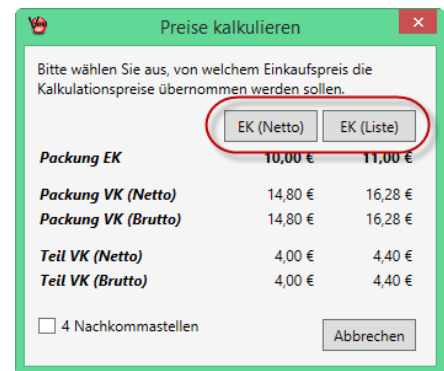 Preise kalkulieren
Bitte wählen Sie aus, von welchem Einkaufspreis die
Kalkulationspreise übernommen werden sollen.
EK (Netto) EK (Liste)
Packung EK 10,00 € 11,00 €
Packung VK (Netto) 14,80 € 16,28 €
Packung VK (Brutto) 14,80 € 16,28 €
Teil VK (Netto) 4,00 € 4,40 €
Teil VK (Brutto) 4,00 € 4,40 €
4 Nachkommastellen
Abbrechen